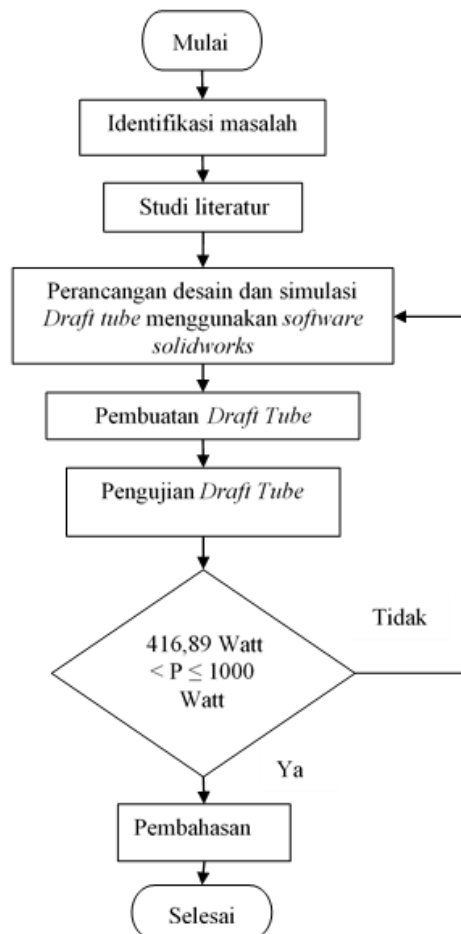 Mulai
Identifikasi masalah
Studi literatur
Perancangan desain dan simulasi
Draft tube menggunakan software
solidworks
Pembuatan Draft Tube
Pengujian Draft Tube
416,89 Watt
< P ≤ 1000
Watt
Tidak
Ya
Pembahasan
Selesai